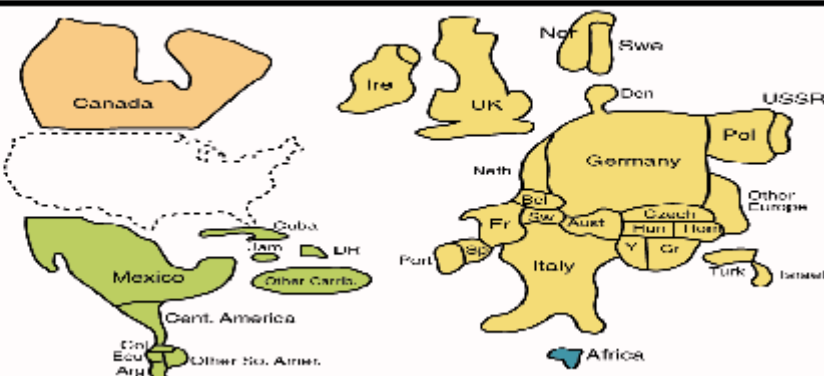 Canada
Cuba
Jam
DR
Mexico
Other Carrib.
Cent. America
Col
Ecu
Arg
Other So. Amer.
Nor
Swe
Ire
UK
Den
USSR
Pol
Germany
Neth
Bel
Other
Europe
Fr
Sw
Aust
Czech
Hun
Rom
Port
Sp
Italy
Y
Gr
Turk
Israel
Africa